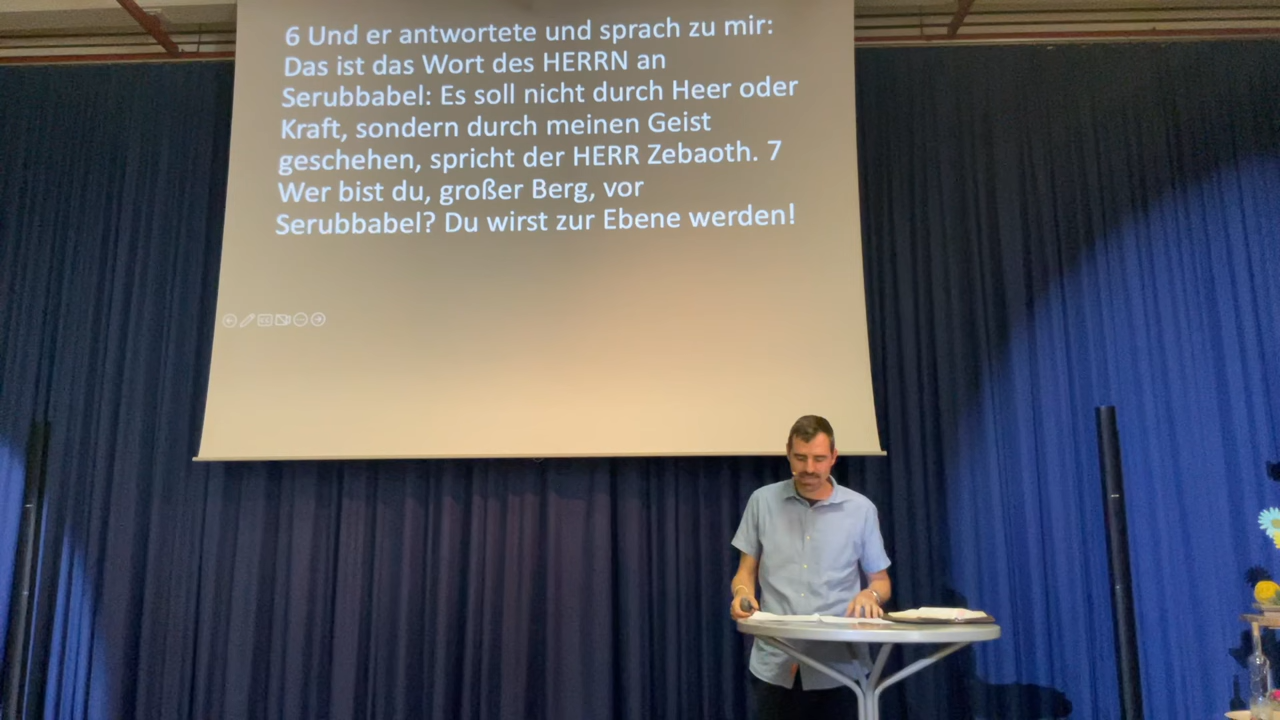 6 Und er antwortete und sprach zu mir:
Das ist das Wort des HERRN an
Serubbabel: Es soll nicht durch Heer oder
Kraft, sondern durch meinen Geist
geschehen, spricht der HERR Zebaoth. 7
Wer bist du, großer Berg, vor
Serubbabel? Du wirst zur Ebene werden!